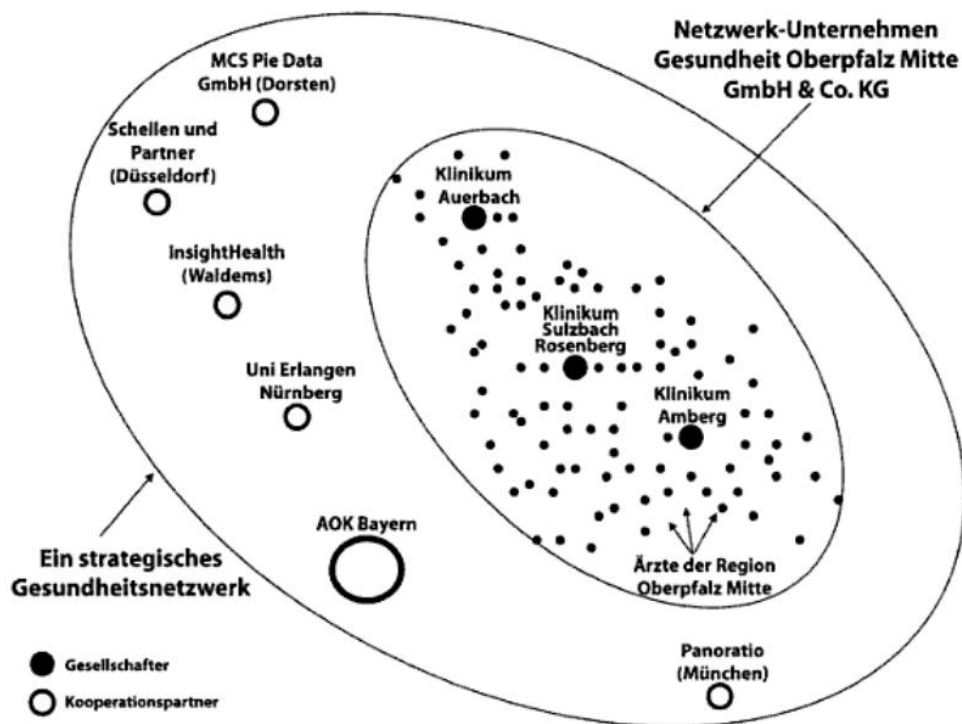 Netzwerk-Unternehmen
Gesundheit Oberpfalz Mitte
GmbH & Co. KG
MCS Pie Data
GmbH (Dorsten)
Schellen und
Partner
(Düsseldorf)
InsightHealth
(Waldems)
Uni Erlangen
Nürnberg
AOK Bayern
Ein strategisches
Gesundheitsnetzwerk
Klinikum
Auerbach
Klinikum
Sulzbach
Rosenberg
Klinikum
Amberg
Ärzte der Region
Oberpfalz Mitte
Panoratio
(München)
Gesellschafter
Kooperationspartner